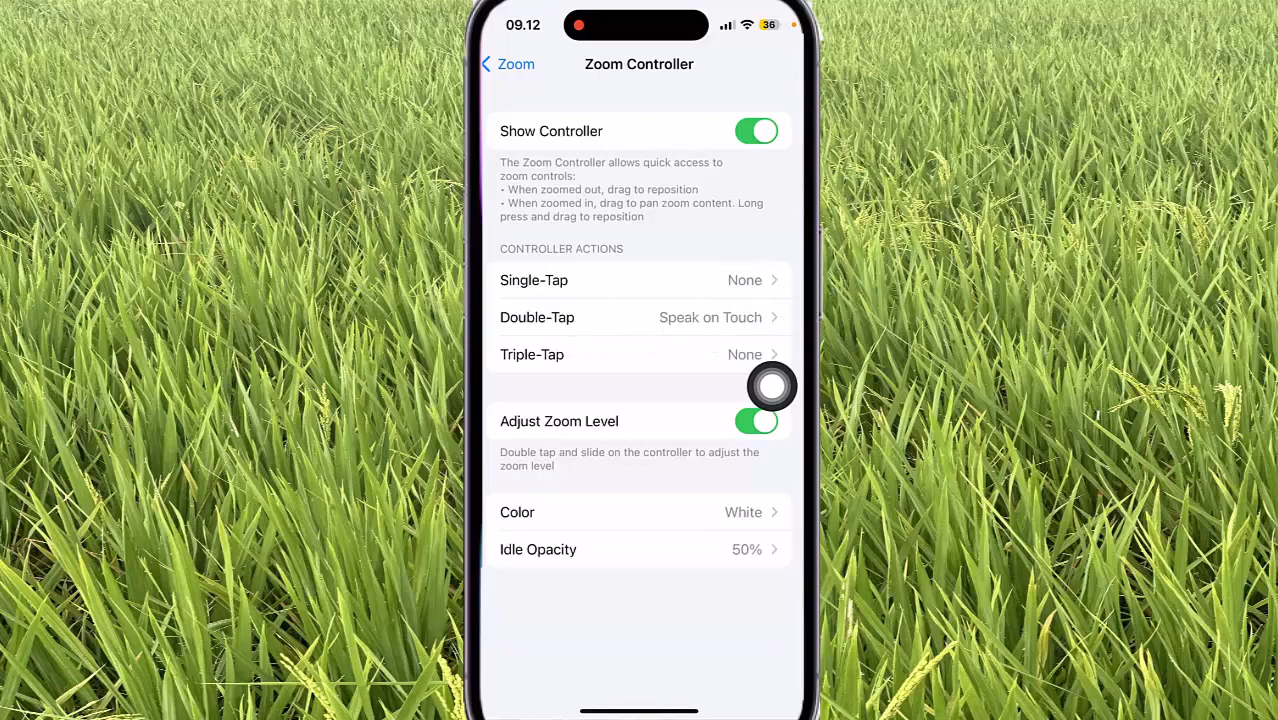 09.12
36
Zoom
Zoom Controller
Show Controller
The Zoom Controller allows quick access to
zoom controls:
• When zoomed out, drag to reposition
• When zoomed in, drag to pan zoom content. Long
press and drag to reposition
CONTROLLER ACTIONS
Single-Tap None
Double-Tap Speak on Touch
Triple-Tap None
Adjust Zoom Level
Double tap and slide on the controller to adjust the
zoom level
Color White
Idle Opacity 50%